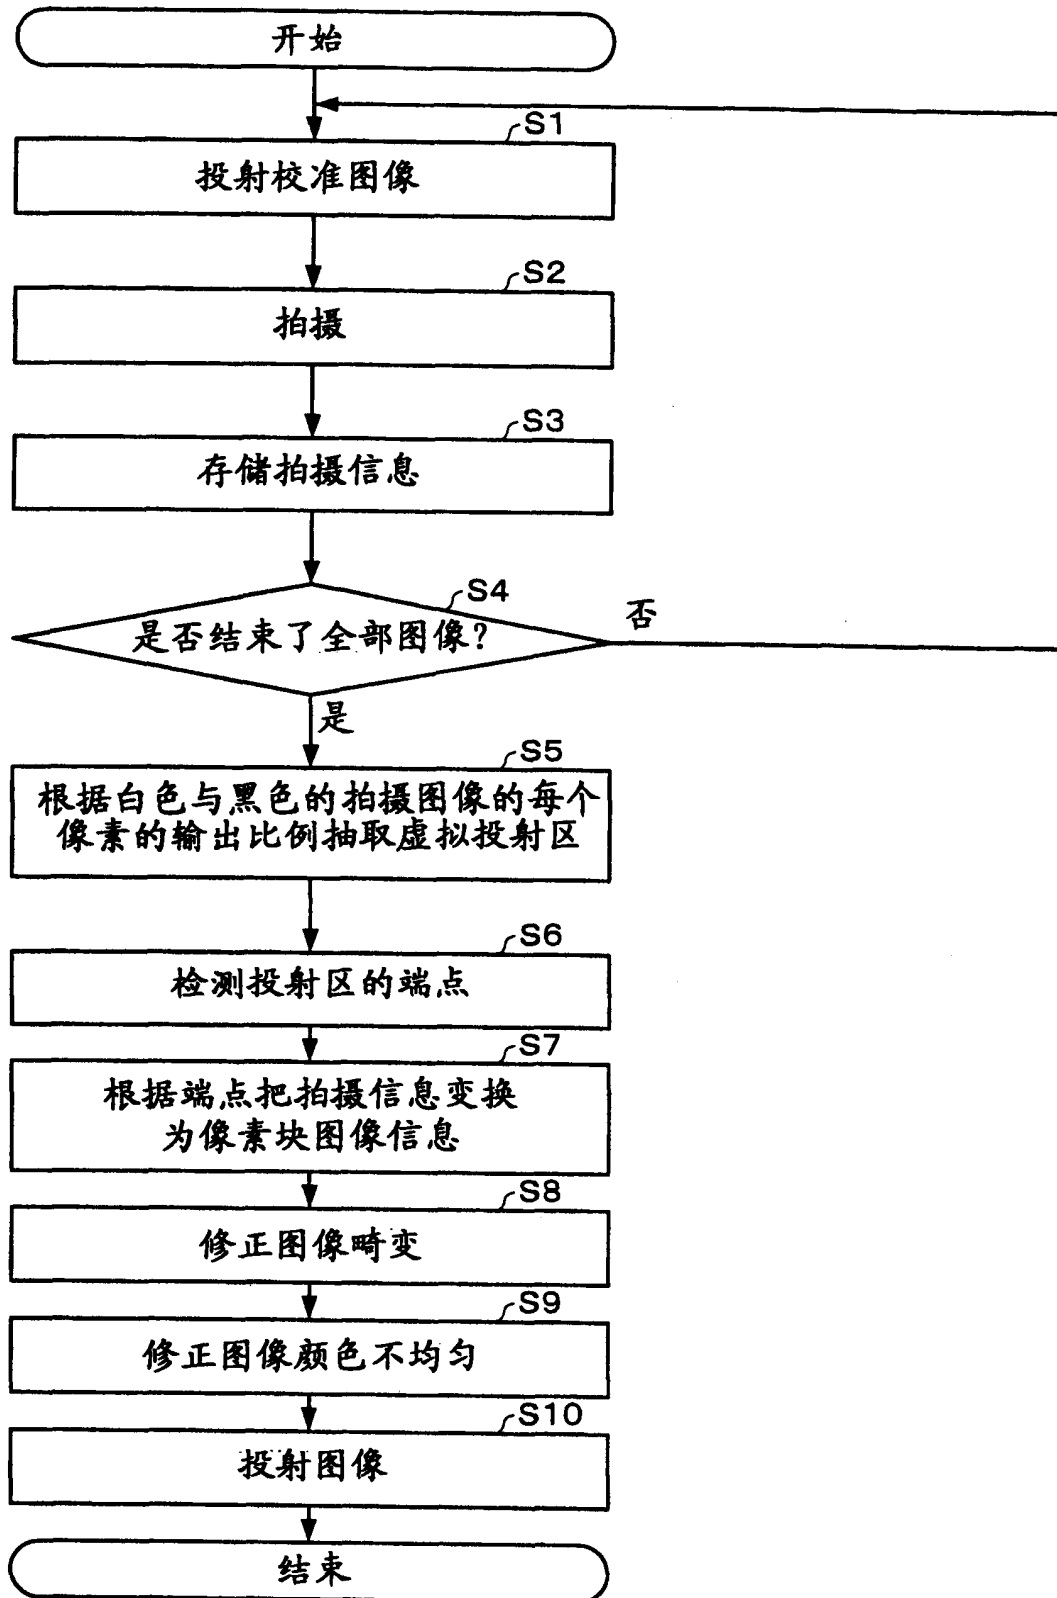 开始
S1
投射校准图像
S2
拍摄
S3
存储拍摄信息
S4
是否结束了全部图像?
否
是
S5
根据白色与黑色的拍摄图像的每个
像素的输出比例抽取虚拟投射区
S6
检测投射区的端点
S7
根据端点把拍摄信息变换
为像素块图像信息
S8
修正图像畸变
S9
修正图像颜色不均匀
S10
投射图像
结束